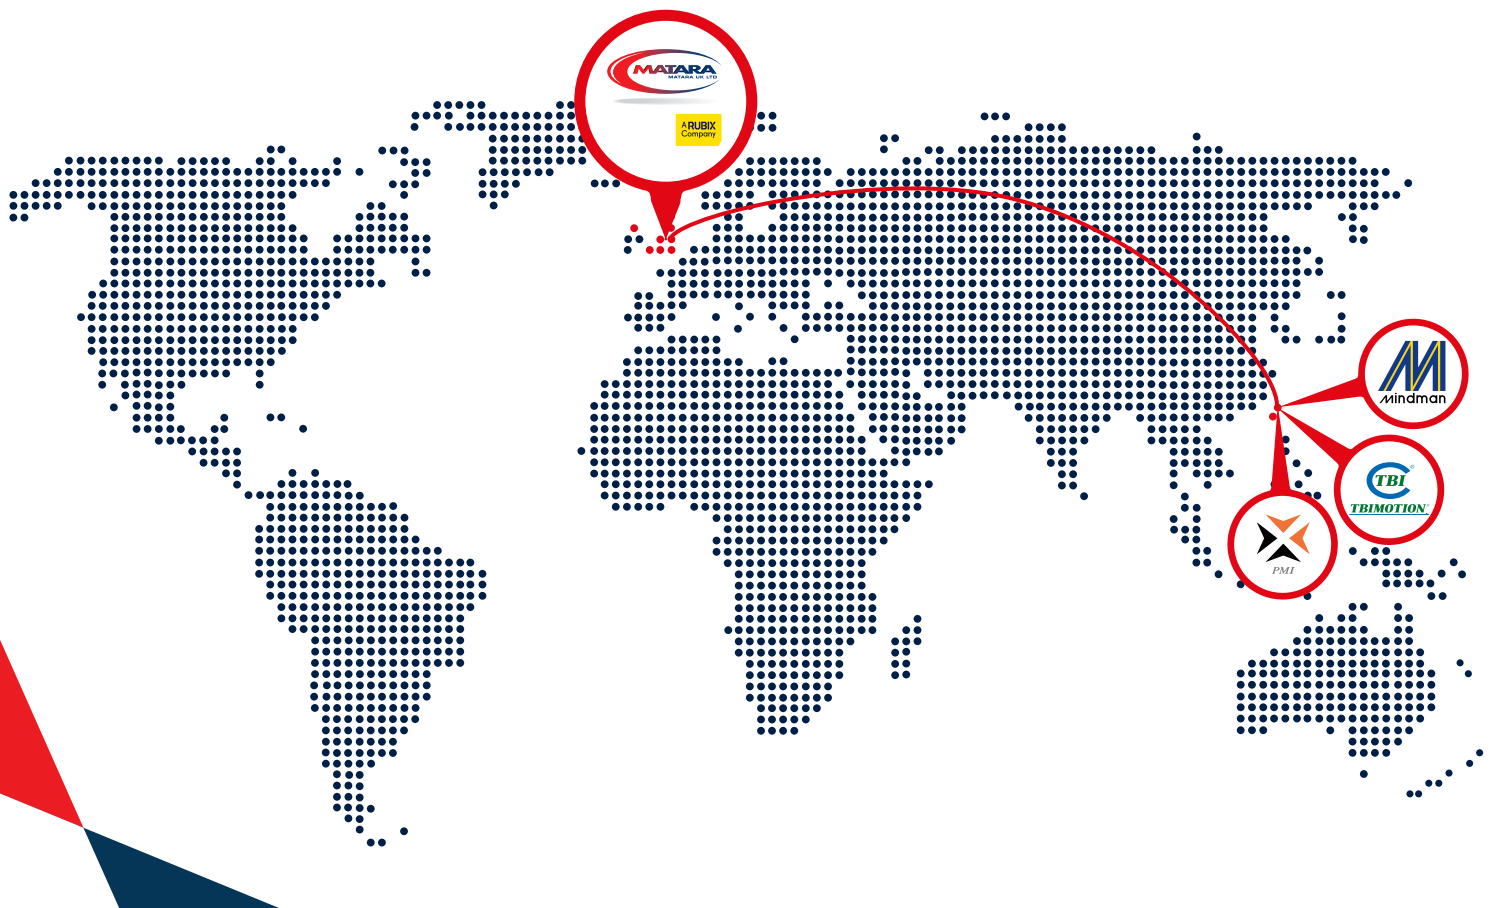 MATARA
MATARA UK LTD
A RUBIX
Company
Mindman
TBI
®
TBIMOTION
PMI